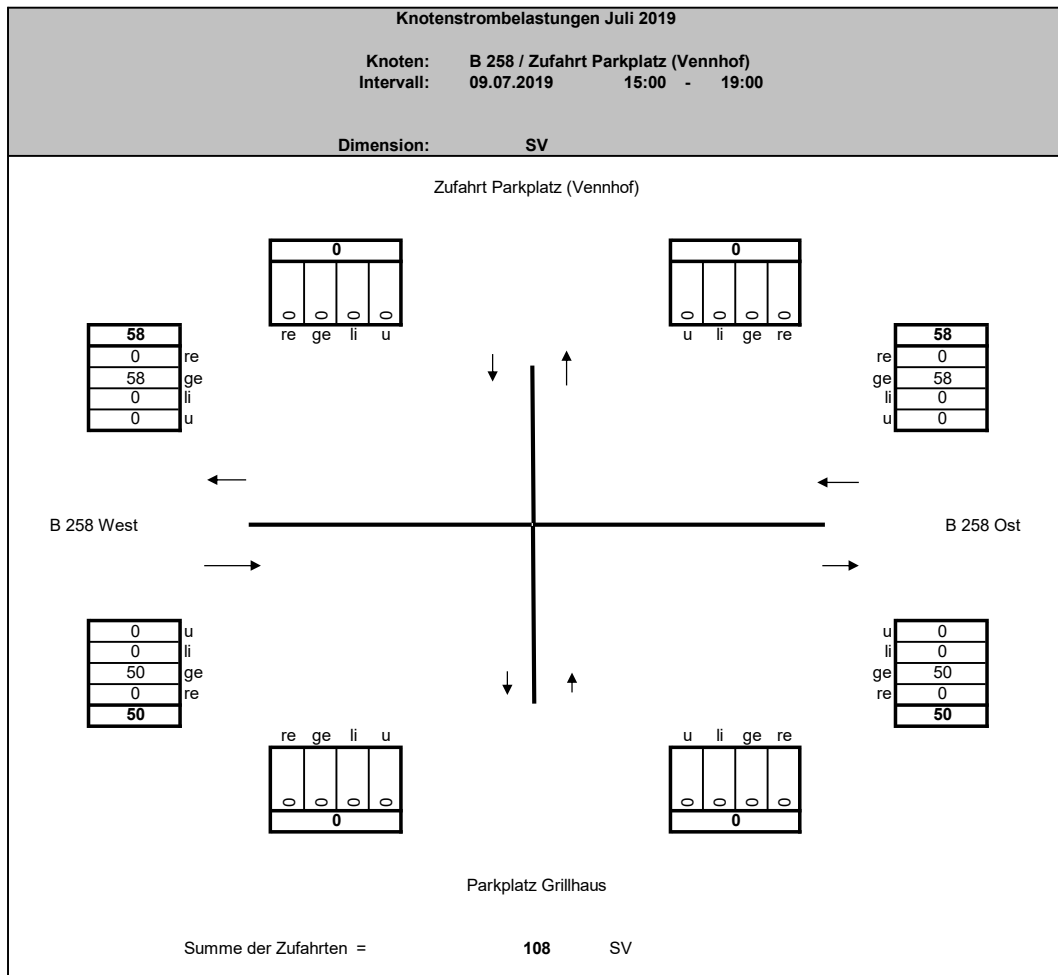 Knotenstrombelastungen Juli 2019
Knoten: B 258 / Zufahrt Parkplatz (Vennhof)
Intervall: 09.07.2019 15:00 - 19:00
Dimension: SV
Zufahrt Parkplatz (Vennhof)
0 0
0 0 0 0 0 0 0 0
re ge li u u li ge re
58 58
0 re re 0
58 ge ge 58
0 li li 0
0 u u 0
B 258 West B 258 Ost
0 u u 0
0 li li 0
50 ge ge 50
0 re re 0
50 50
re ge li u u li ge re
0 0 0 0 0 0 0 0
0 0
Parkplatz Grillhaus
Summe der Zufahrten = 108 SV